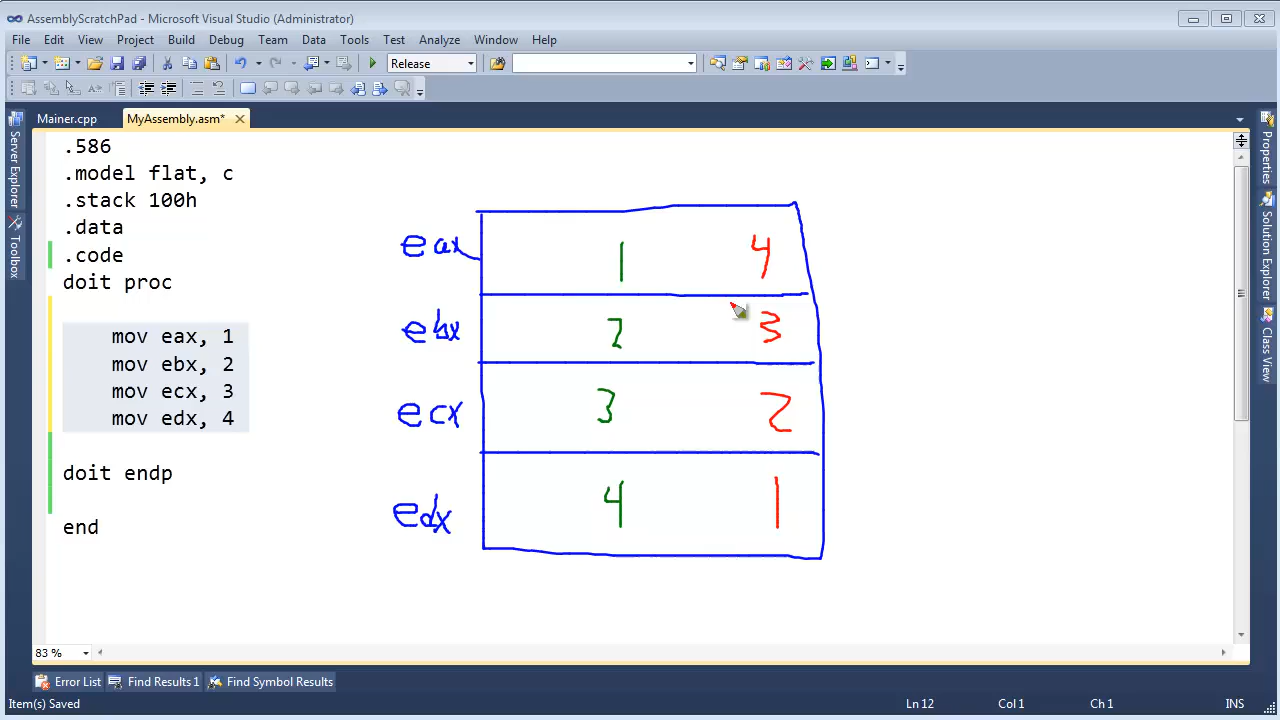 AssemblyScratchPad - Microsoft Visual Studio (Administrator)
File Edit View Project Build Debug Team Data Tools Test Analyze Window Help
Release
Mainer.cpp MyAssembly.asm*
Server Explorer
Toolbox
Properties
Solution Explorer
Class View
.586
.model flat, c
.stack 100h
.data
.code
doit proc
mov eax, 1
mov ebx, 2
mov ecx, 3
mov edx, 4
doit endp
end
eax 1 4
ebx 2 3
ecx 3 2
edx 4 1
83 %
Error List Find Results 1 Find Symbol Results
Item(s) Saved Ln 12 Col 1 Ch 1 INS